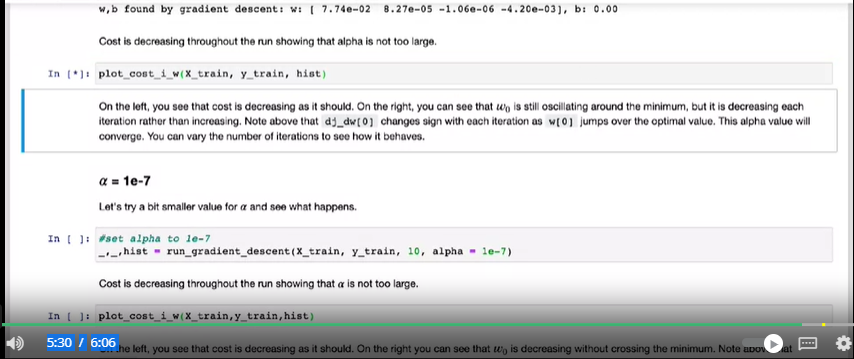 w,b found by gradient descent: w: [ 7.74e-02 8.27e-05 -1.06e-06 -4.20e-03], b: 0.00
Cost is decreasing throughout the run showing that alpha is not too large.
In [*]: plot_cost_i_w(X_train, y_train, hist)
On the left, you see that cost is decreasing as it should. On the right, you can see that w0 is still oscillating around the minimum, but it is decreasing each
iteration rather than increasing. Note above that dj_dw[0] changes sign with each iteration as w[0] jumps over the optimal value. This alpha value will
converge. You can vary the number of iterations to see how it behaves.
α = 1e-7
Let's try a bit smaller value for α and see what happens.
In [ ]: #set alpha to 1e-7
_,_,hist = run_gradient_descent(X_train, y_train, 10, alpha = 1e-7)
Cost is decreasing throughout the run showing that α is not too large.
In [ ]: plot_cost_i_w(X_train,y_train,hist)
5:30 / 6:06
the left, you see that cost is decreasing as it should. On the right you can see that w0 is decreasing without crossing the minimum. Note